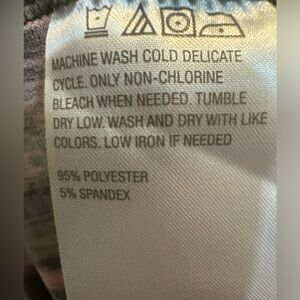 MACHINE WASH COLD DELICATE
CYCLE. ONLY NON-CHLORINE
BLEACH WHEN NEEDED. TUMBLE
DRY LOW. WASH AND DRY WITH LIKE
COLORS. LOW IRON IF NEEDED
95% POLYESTER
5% SPANDEX